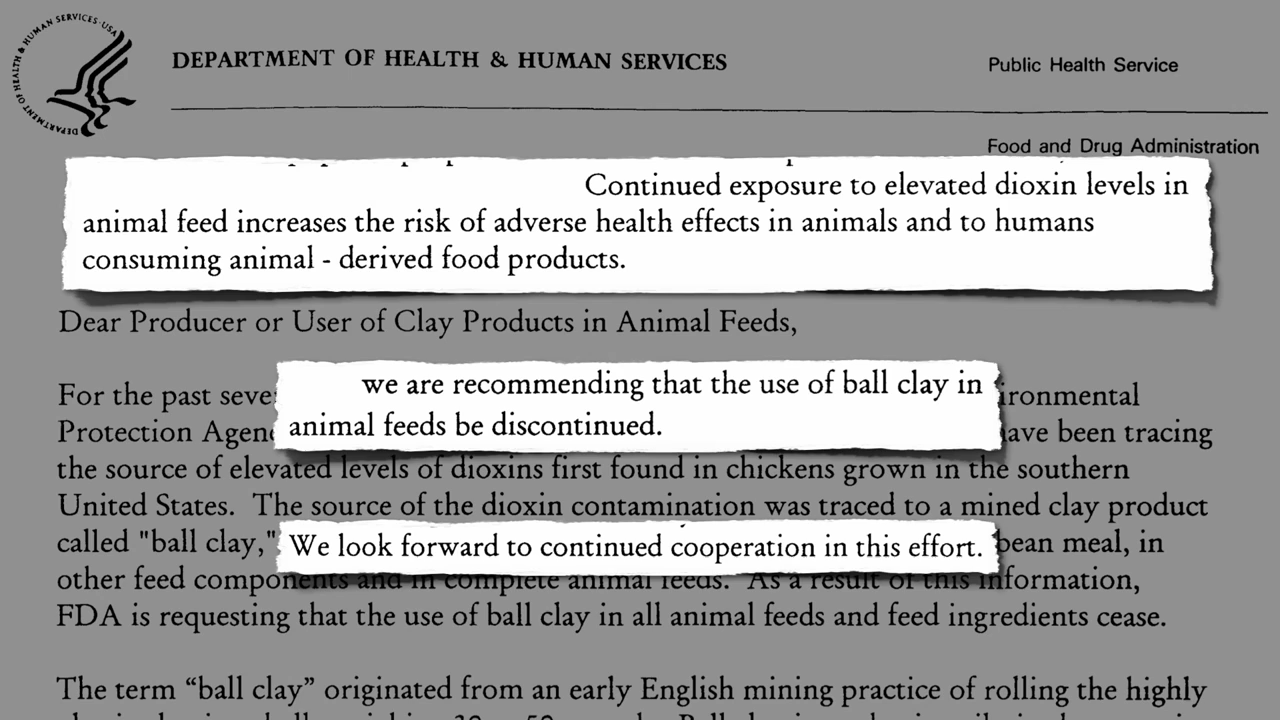 DEPARTMENT OF HEALTH & HUMAN SERVICES·USA
DEPARTMENT OF HEALTH & HUMAN SERVICES
Public Health Service
Food and Drug Administration
Continued exposure to elevated dioxin levels in
animal feed increases the risk of adverse health effects in animals and to humans
consuming animal - derived food products.
Dear Producer or User of Clay Products in Animal Feeds,
we are recommending that the use of ball clay in
animal feeds be discontinued.
For the past
Protection
have been tracing
the source of elevated levels of dioxins first found in chickens grown in the southern
United States. The source of the dioxin contamination was traced to a mined clay product
called "ball clay,"
We look forward to continued cooperation in this effort.
bean meal, in
other feed components and in complete animal feeds. As a result of this information,
FDA is requesting that the use of ball clay in all animal feeds and feed ingredients cease.
The term “ball clay” originated from an early English mining practice of rolling the highly